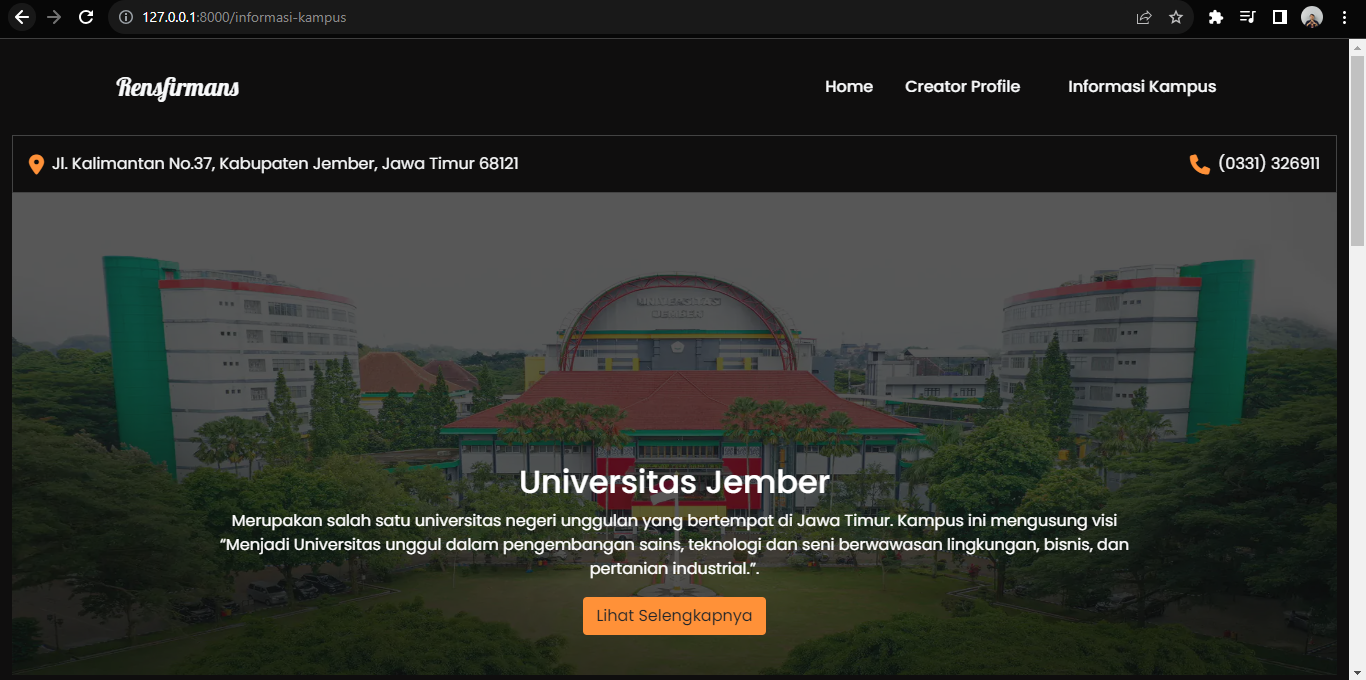 127.0.0.1:8000/informasi-kampus
Rensfirmans
Home
Creator Profile
Informasi Kampus
Jl. Kalimantan No.37, Kabupaten Jember, Jawa Timur 68121
(0331) 326911
UNIVERSITAS
JEMBER
Universitas Jember
Merupakan salah satu universitas negeri unggulan yang bertempat di Jawa Timur. Kampus ini mengusung visi
“Menjadi Universitas unggul dalam pengembangan sains, teknologi dan seni berwawasan lingkungan, bisnis, dan
pertanian industrial.”.
Lihat Selengkapnya